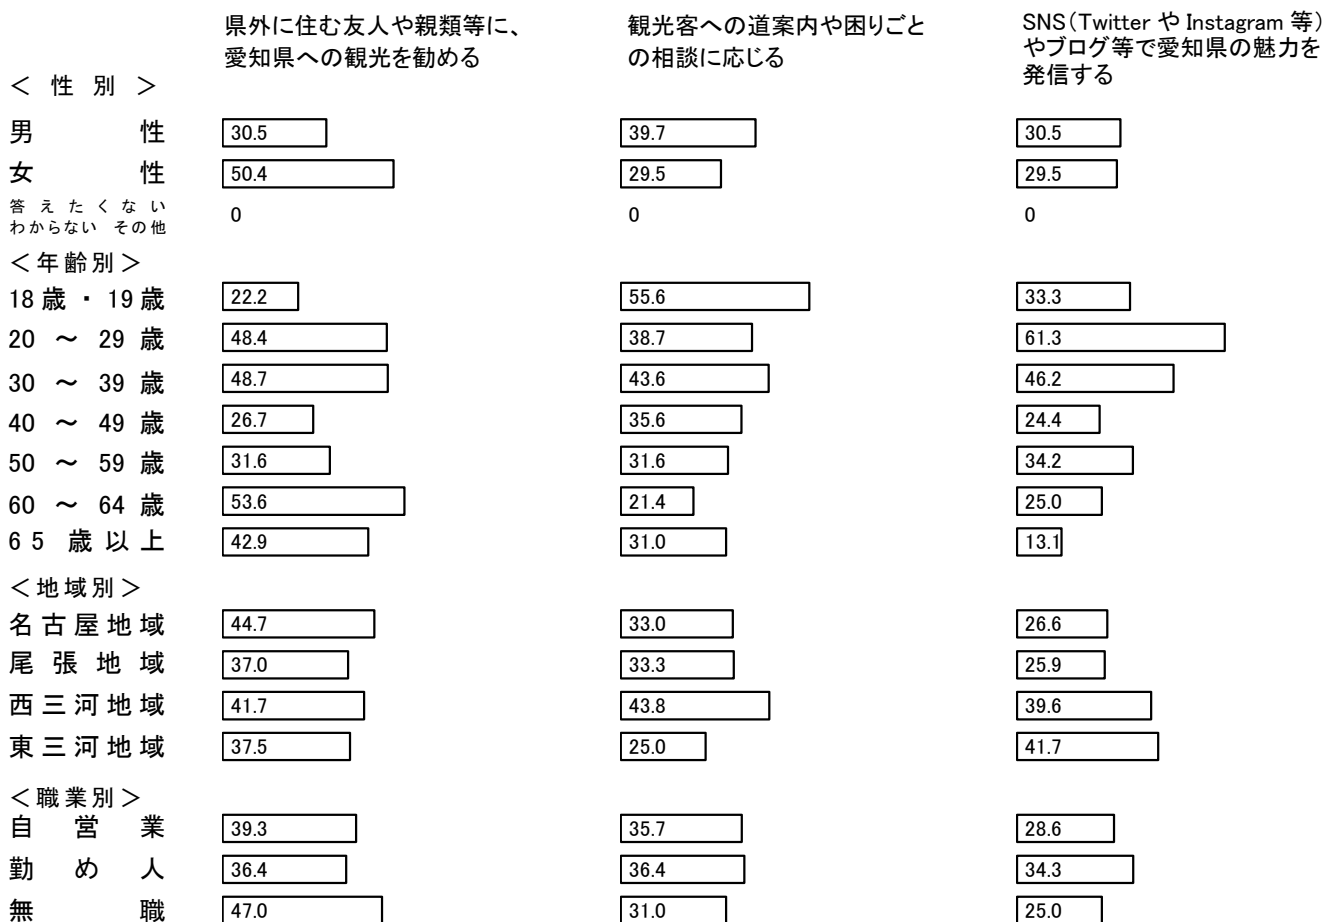 県外に住む友人や親類等に、
愛知県への観光を勧める
観光客への道案内や困りごと
の相談に応じる
SNS（Twitter や Instagram 等）
やブログ等で愛知県の魅力を
発信する
＜ 性 別 ＞
男 性 30.5 39.7 30.5
女 性 50.4 29.5 29.5
答 え た く な い
わからない その他 0 0 0
＜年齢別＞
18歳・19歳 22.2 55.6 33.3
20 ～ 29 歳 48.4 38.7 61.3
30 ～ 39 歳 48.7 43.6 46.2
40 ～ 49 歳 26.7 35.6 24.4
50 ～ 59 歳 31.6 31.6 34.2
60 ～ 64 歳 53.6 21.4 25.0
65 歳以上 42.9 31.0 13.1
＜地域別＞
名古屋地域 44.7 33.0 26.6
尾 張 地 域 37.0 33.3 25.9
西三河地域 41.7 43.8 39.6
東三河地域 37.5 25.0 41.7
＜職業別＞
自 営 業 39.3 35.7 28.6
勤 め 人 36.4 36.4 34.3
無 職 47.0 31.0 25.0